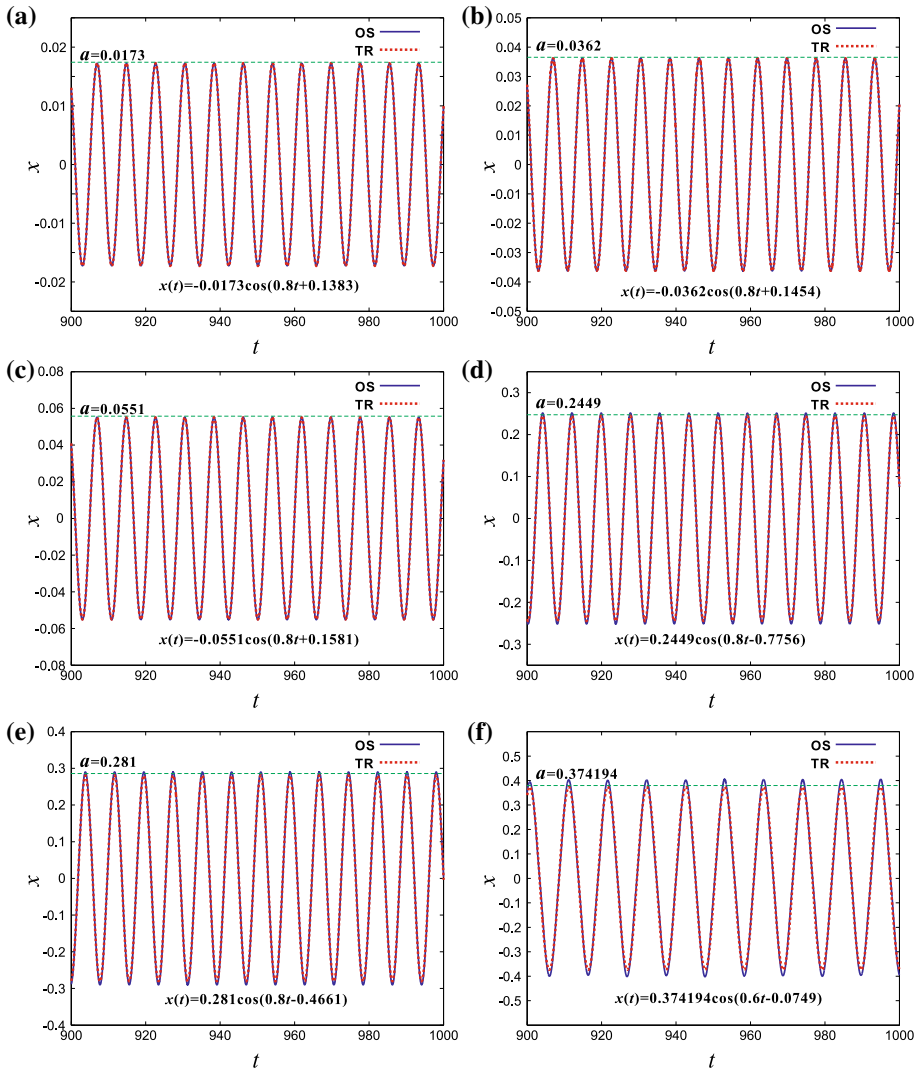 (a)
OS
TR
a=0.0173
0.02
0.01
0
-0.01
-0.02
x
x(t)=-0.0173cos(0.8t+0.1383)
900 920 940 960 980 1000
t
(b)
0.05
OS
TR
a=0.0362
0.04
0.03
0.02
0.01
0
-0.01
-0.02
-0.03
-0.04
-0.05
x
x(t)=-0.0362cos(0.8t+0.1454)
900 920 940 960 980 1000
t
(c)
0.08
OS
TR
a=0.0551
0.06
0.04
0.02
0
-0.02
-0.04
-0.06
-0.08
x
x(t)=-0.0551cos(0.8t+0.1581)
900 920 940 960 980 1000
t
(d)
OS
TR
0.3
a=0.2449
0.2
0.1
0
-0.1
-0.2
-0.3
x
x(t)=0.2449cos(0.8t-0.7756)
900 920 940 960 980 1000
t
(e)
0.4
OS
TR
a=0.281
0.3
0.2
0.1
0
-0.1
-0.2
-0.3
-0.4
x
x(t)=0.281cos(0.8t-0.4661)
900 920 940 960 980 1000
t
(f)
OS
TR
0.5
a=0.374194
0.4
0.3
0.2
0.1
0
-0.1
-0.2
-0.3
-0.4
-0.5
x
x(t)=0.374194cos(0.6t-0.0749)
900 920 940 960 980 1000
t